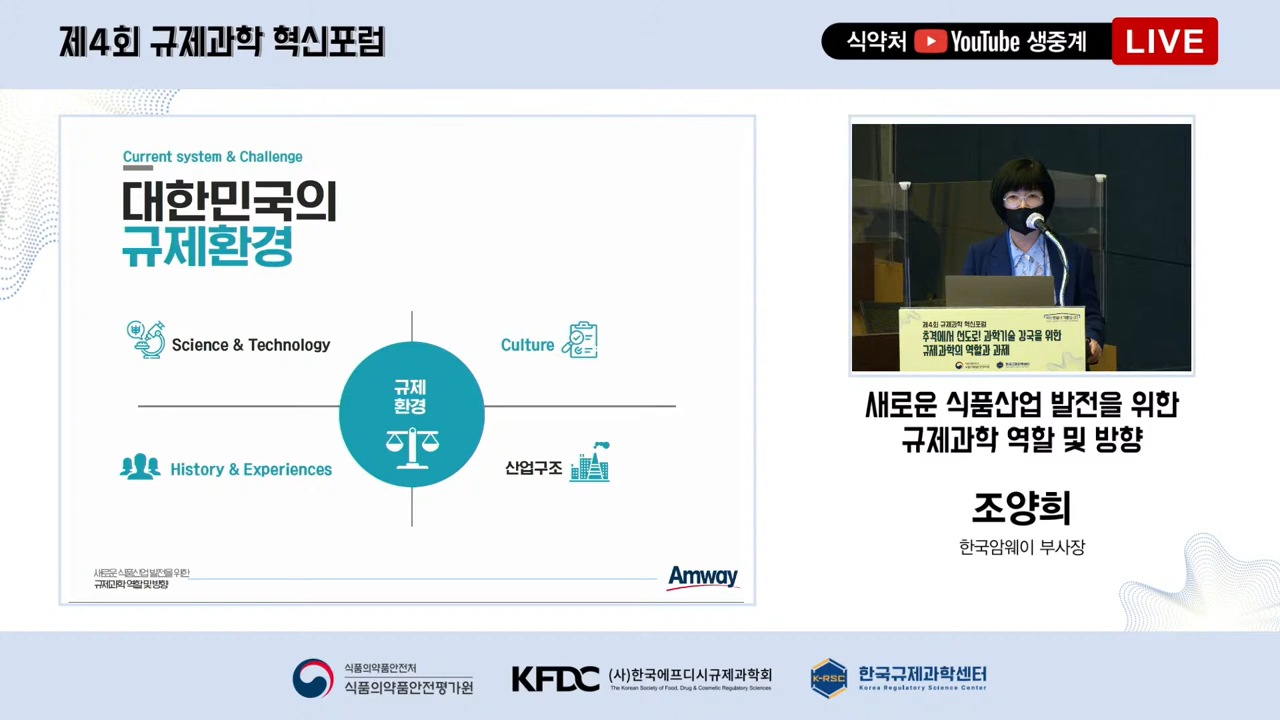 제4회 규제과학 혁신포럼
식약처 YouTube 생중계 LIVE
Current system & Challenge
대한민국의
규제환경
Science & Technology
Culture
규제
환경
History & Experiences
산업구조
새로운 식품산업 발전을 위한
규제과학 역할 및 방향
Amway
제4회 규제과학 혁신포럼
추격에서 선도로! 과학기술 강국을 위한
규제과학의 역할과 과제
새로운 식품산업 발전을 위한
규제과학 역할 및 방향
조양희
한국암웨이 부사장
식품의약품안전처
식품의약품안전평가원
KFDC (사)한국에프디시규제과학회
The Korean Society of Food, Drug & Cosmetic Regulatory Sciences
K-RSC 한국규제과학센터
Korea Regulatory Science Center